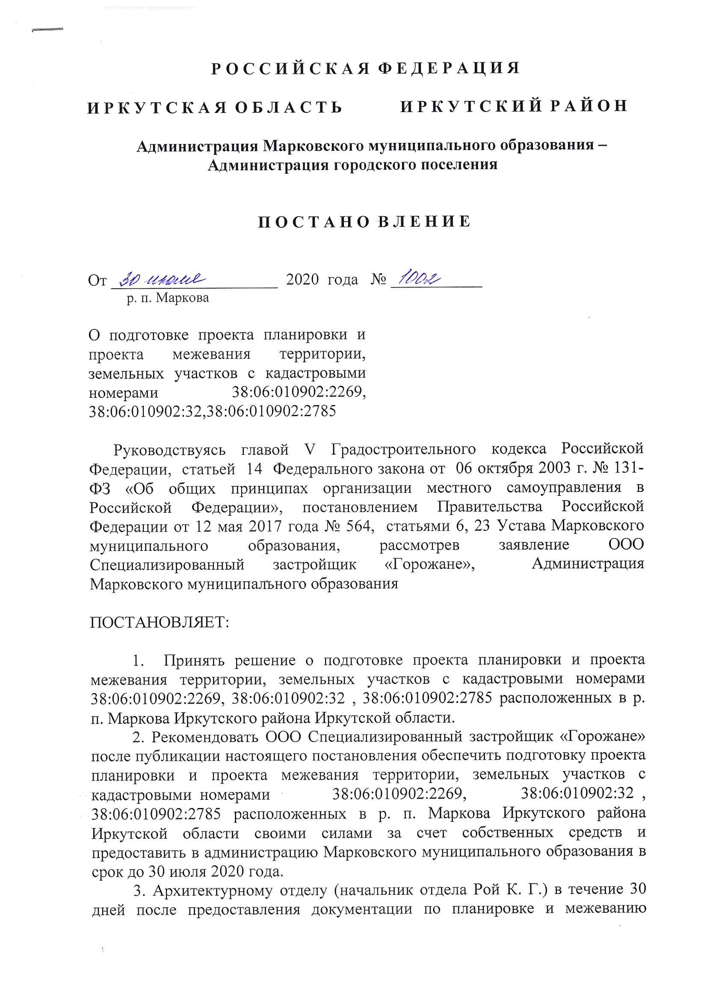 РОССИЙСКАЯ ФЕДЕРАЦИЯ
ИРКУТСКАЯ ОБЛАСТЬ ИРКУТСКИЙ РАЙОН
Администрация Марковского муниципального образования –
Администрация городского поселения
ПОСТАНОВЛЕНИЕ
От 30 июня 2020 года № 1002
р. п. Маркова
О подготовке проекта планировки и
проекта межевания территории,
земельных участков с кадастровыми
номерами 38:06:010902:2269,
38:06:010902:32,38:06:010902:2785
Руководствуясь главой V Градостроительного кодекса Российской
Федерации, статьей 14 Федерального закона от 06 октября 2003 г. № 131-
ФЗ «Об общих принципах организации местного самоуправления в
Российской Федерации», постановлением Правительства Российской
Федерации от 12 мая 2017 года № 564, статьями 6, 23 Устава Марковского
муниципального образования, рассмотрев заявление ООО
Специализированный застройщик «Горожане», Администрация
Марковского муниципального образования
ПОСТАНОВЛЯЕТ:
1. Принять решение о подготовке проекта планировки и проекта
межевания территории, земельных участков с кадастровыми номерами
38:06:010902:2269, 38:06:010902:32 , 38:06:010902:2785 расположенных в р.
п. Маркова Иркутского района Иркутской области.
2. Рекомендовать ООО Специализированный застройщик «Горожане»
после публикации настоящего постановления обеспечить подготовку проекта
планировки и проекта межевания территории, земельных участков с
кадастровыми номерами 38:06:010902:2269, 38:06:010902:32 ,
38:06:010902:2785 расположенных в р. п. Маркова Иркутского района
Иркутской области своими силами за счет собственных средств и
предоставить в администрацию Марковского муниципального образования в
срок до 30 июля 2020 года.
3. Архитектурному отделу (начальник отдела Рой К. Г.) в течение 30
дней после предоставления документации по планировке и межеванию